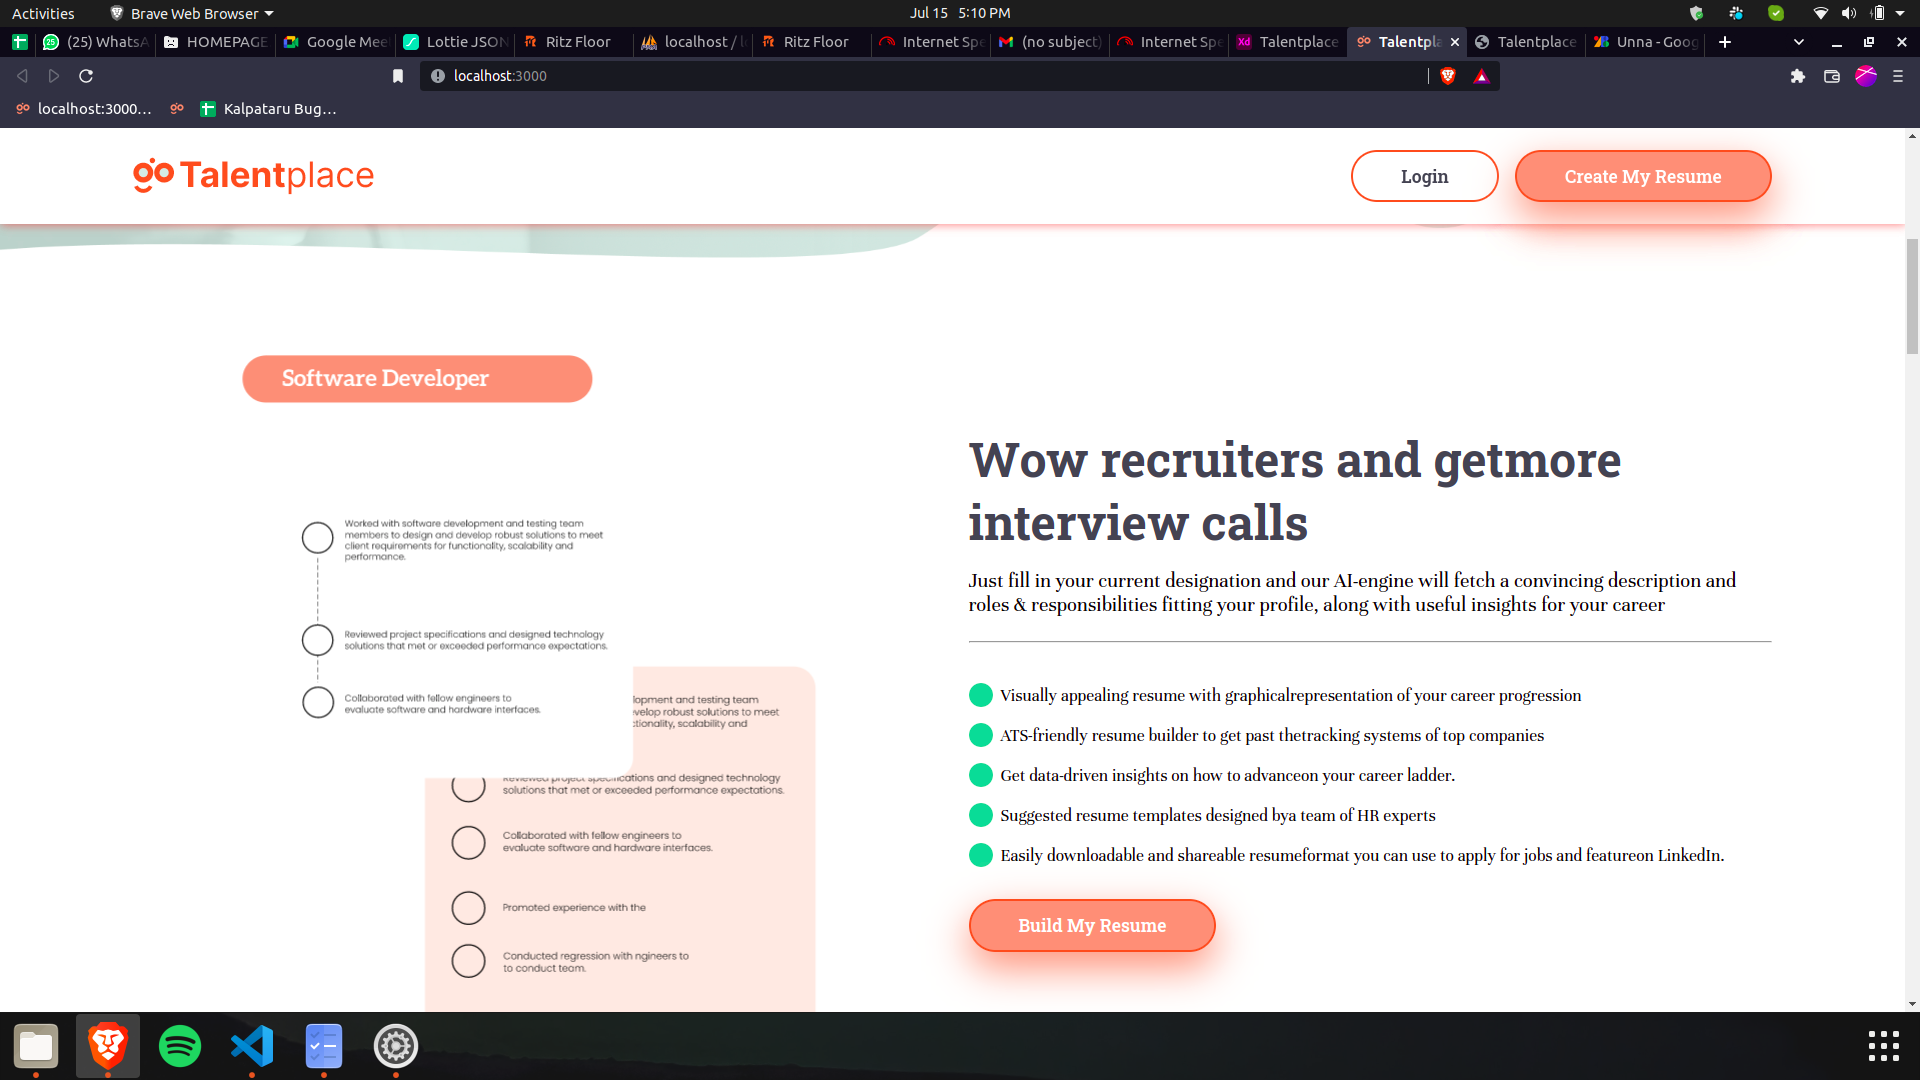 Activities
Brave Web Browser
Jul 15 5:10 PM
(25) WhatsA
HOMEPAGE
Google Mee
Lottie JSON
Ritz Floor
localhost / lo
Ritz Floor
Internet Spe
(no subject)
Internet Spe
Xd
Talentplace
Talentpla
Talentplace
Unna - Goog
localhost:3000
localhost:3000...
Kalpataru Bug...
go Talentplace
Login
Create My Resume
Software Developer
Worked with software development and testing team
members to design and develop robust solutions to meet
client requirements for functionality, scalability and
performance.
Reviewed project specifications and designed technology
solutions that met or exceeded performance expectations.
Collaborated with fellow engineers to
evaluate software and hardware interfaces.
lopment and testing team
velop robust solutions to meet
ctionality, scalability and
Reviewed project specifications and designed technology
solutions that met or exceeded performance expectations.
Collaborated with fellow engineers to
evaluate software and hardware interfaces.
Promoted experience with the
Conducted regression with ngineers to
to conduct team.
Wow recruiters and getmore
interview calls
Just fill in your current designation and our AI-engine will fetch a convincing description and
roles & responsibilities fitting your profile, along with useful insights for your career
Visually appealing resume with graphicalrepresentation of your career progression
ATS-friendly resume builder to get past thetracking systems of top companies
Get data-driven insights on how to advanceon your career ladder.
Suggested resume templates designed bya team of HR experts
Easily downloadable and shareable resumeformat you can use to apply for jobs and featureon LinkedIn.
Build My Resume